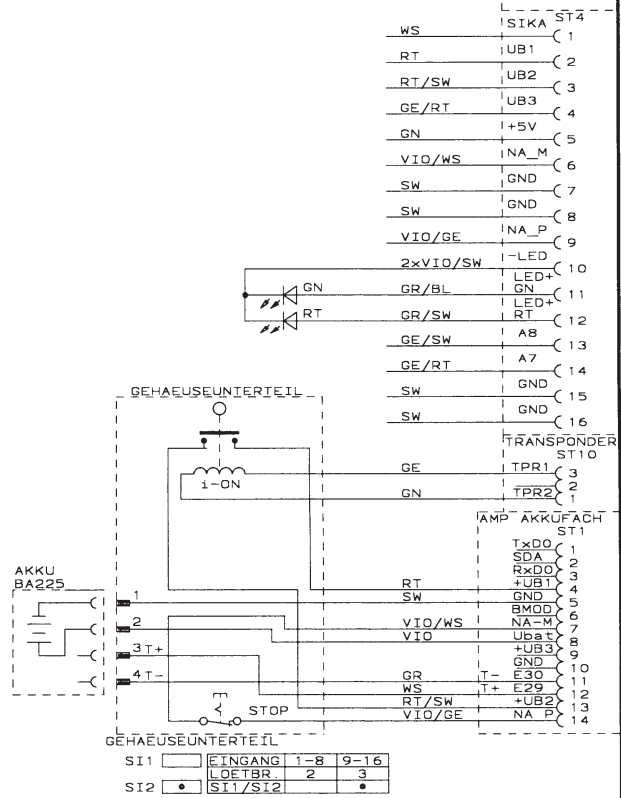 ST4
WS SIKA 1
RT UB1 2
RT/SW UB2 3
GE/RT UB3 4
GN +5V 5
VIO/WS NA_M 6
SW GND 7
SW GND 8
VIO/GE NA_P 9
2xVIO/SW -LED 10
LED+
GN GR/BL GN 11
LED+
RT GR/SW RT 12
GE/SW A8 13
GE/RT A7 14
SW GND 15
SW GND 16
GEHAEUSEUNTERTEIL
TRANSPONDER
ST10
GE TPR1 3
2
i-ON
GN TPR2 1
AMP AKKUFACH
ST1
TxD0 1
SDA 2
RxD0 3
AKKU
BA225
RT +UB1 4
1 SW GND 5
BMOD 6
2 VIO/WS NA-M 7
VIO Ubat 8
+UB3 9
3 T+
GND 10
4 T- GR T- E30 11
WS T+ E29 12
STOP RT/SW +UB2 13
VIO/GE NA P 14
GEHAEUSEUNTERTEIL
SI1 EINGANG 1-8 9-16
LOETBR. 2 3
SI2 SI1/SI2